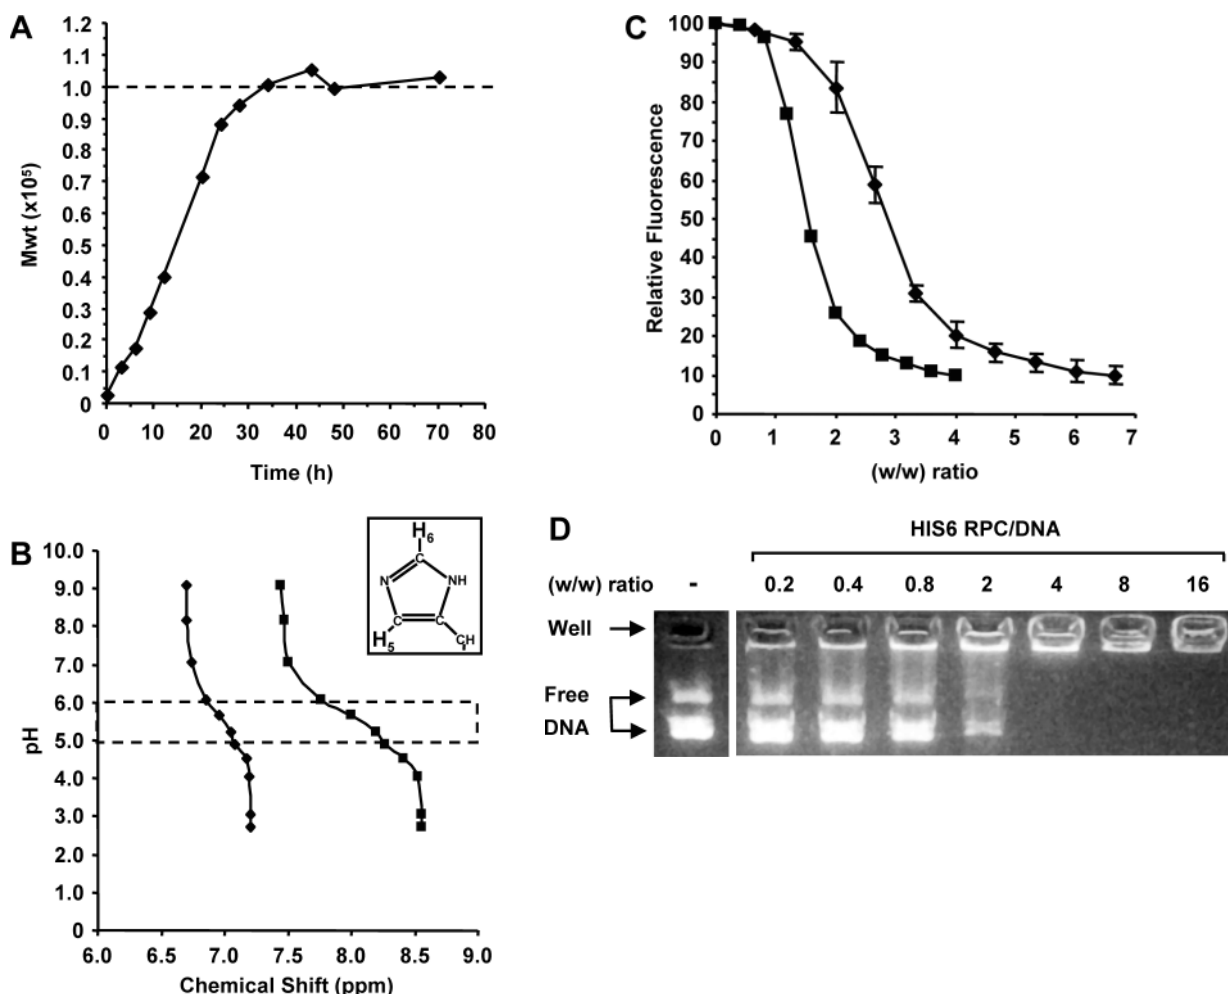 A
1.2
1.1
1.0
0.9
0.8
0.7
0.6
0.5
0.4
0.3
0.2
0.1
0
Mwt (x10⁵)
0 10 20 30 40 50 60 70 80
Time (h)
C
100
90
80
70
60
50
40
30
20
10
0
Relative Fluorescence
0 1 2 3 4 5 6 7
(w/w) ratio
B
10.0
9.0
8.0
7.0
6.0
5.0
4.0
3.0
2.0
1.0
0
pH
H6
C
N NH
C C
H5 CH
6.0 6.5 7.0 7.5 8.0 8.5 9.0
Chemical Shift (ppm)
D
HIS6 RPC/DNA
(w/w) ratio - 0.2 0.4 0.8 2 4 8 16
Well
Free
DNA